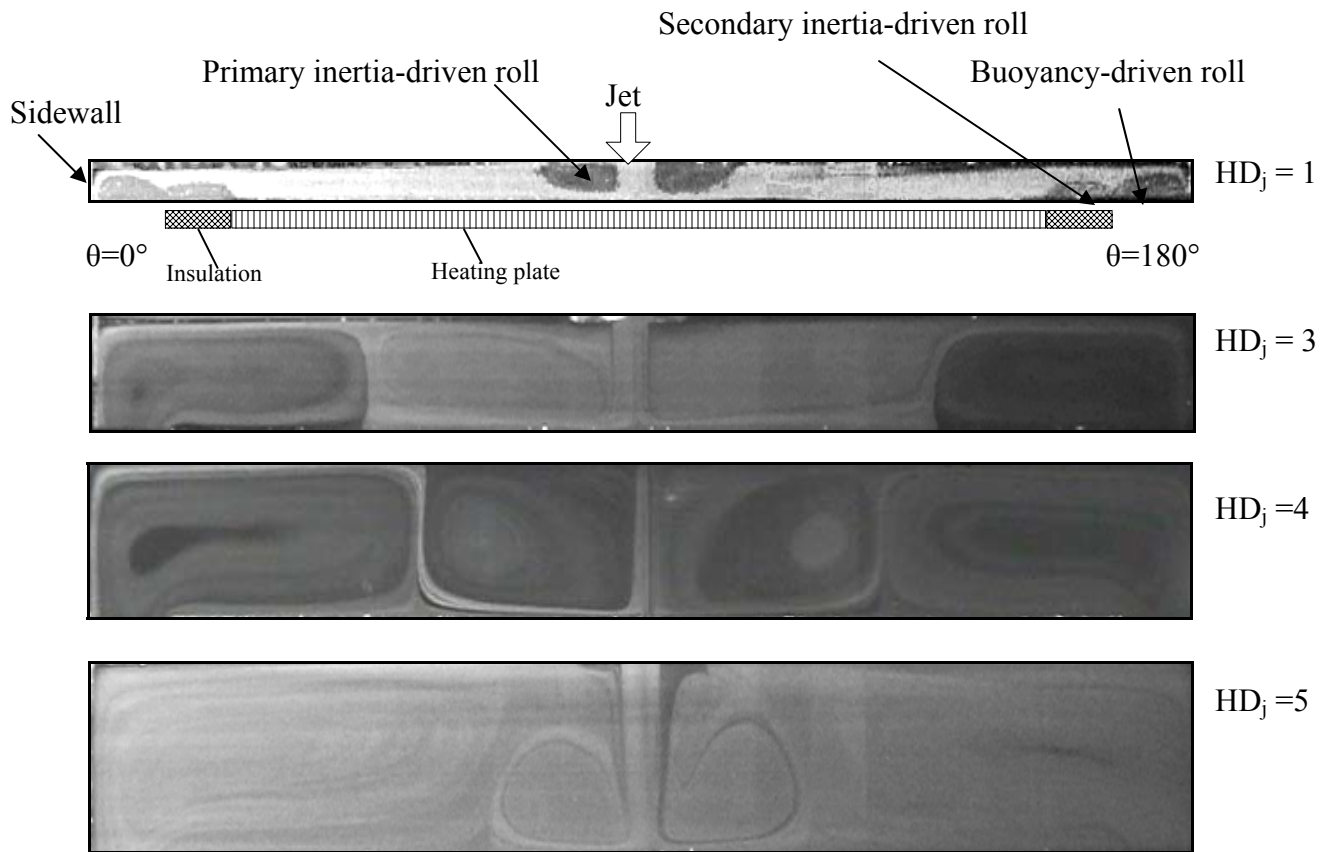 Secondary inertia-driven roll
Primary inertia-driven roll
Buoyancy-driven roll
Jet
Sidewall
HDj = 1
θ=0°
θ=180°
Insulation
Heating plate
HDj = 3
HDj =4
HDj =5